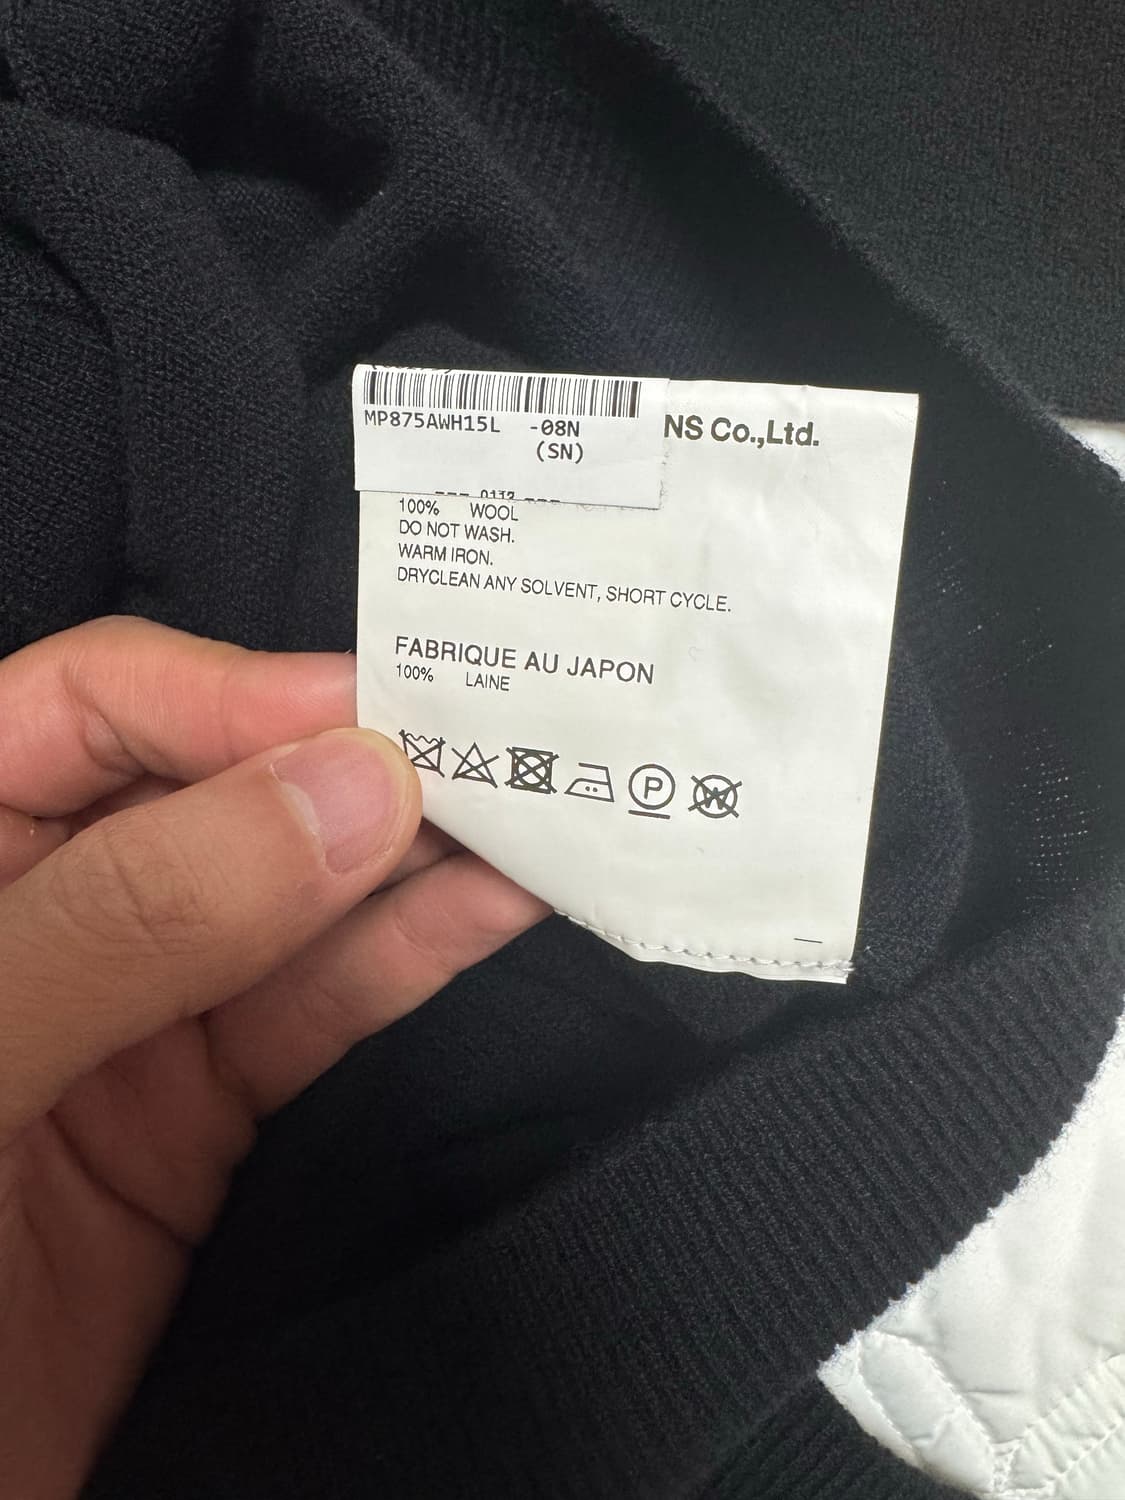 MP875AWH15L -08N
(SN)
NS Co.,Ltd.
100% WOOL
DO NOT WASH.
WARM IRON.
DRYCLEAN ANY SOLVENT, SHORT CYCLE.
FABRIQUE AU JAPON
100% LAINE
P
W